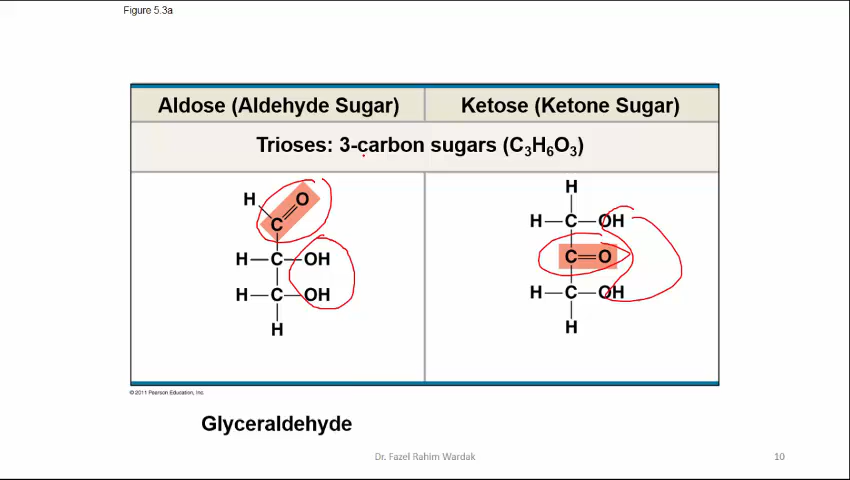 Figure 5.3a
Aldose (Aldehyde Sugar) Ketose (Ketone Sugar)
Trioses: 3-carbon sugars (C₃H₆O₃)
H O
C
H—C—OH
H—C—OH
H
H
H—C—OH
C=O
H—C—OH
H
© 2011 Pearson Education, Inc.
Glyceraldehyde
Dr. Fazel Rahim Wardak 10